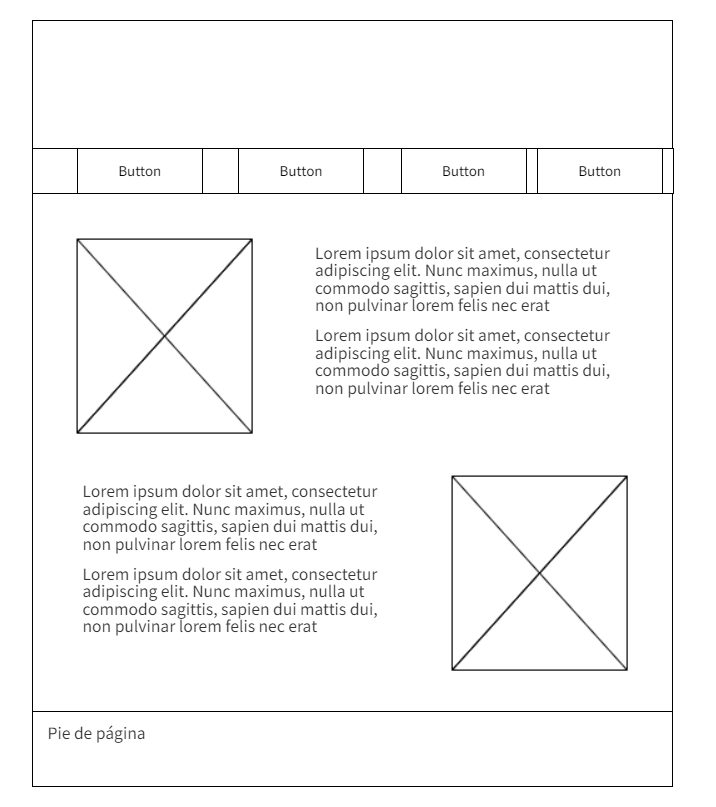 Button
Button
Button
Button
Lorem ipsum dolor sit amet, consectetur
adipiscing elit. Nunc maximus, nulla ut
commodo sagittis, sapien dui mattis dui,
non pulvinar lorem felis nec erat
Lorem ipsum dolor sit amet, consectetur
adipiscing elit. Nunc maximus, nulla ut
commodo sagittis, sapien dui mattis dui,
non pulvinar lorem felis nec erat
Lorem ipsum dolor sit amet, consectetur
adipiscing elit. Nunc maximus, nulla ut
commodo sagittis, sapien dui mattis dui,
non pulvinar lorem felis nec erat
Lorem ipsum dolor sit amet, consectetur
adipiscing elit. Nunc maximus, nulla ut
commodo sagittis, sapien dui mattis dui,
non pulvinar lorem felis nec erat
Pie de página